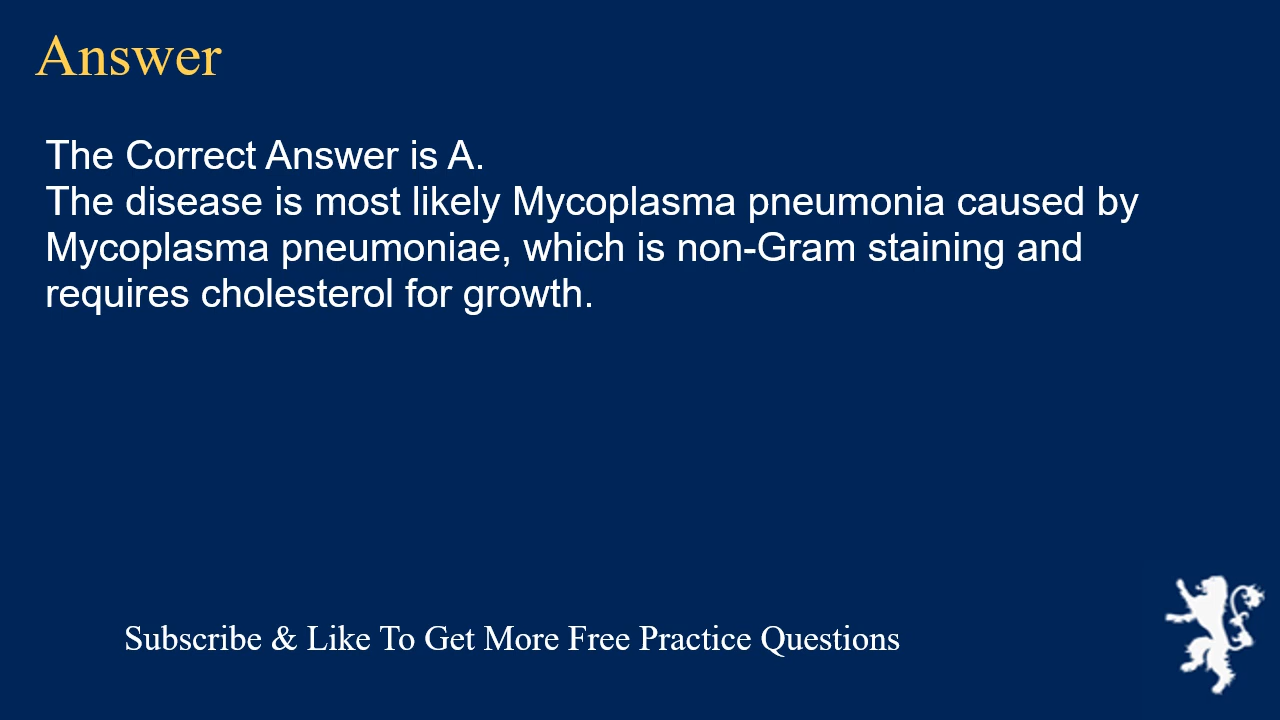 Answer
The Correct Answer is A.
The disease is most likely Mycoplasma pneumonia caused by
Mycoplasma pneumoniae, which is non-Gram staining and
requires cholesterol for growth.
Subscribe & Like To Get More Free Practice Questions